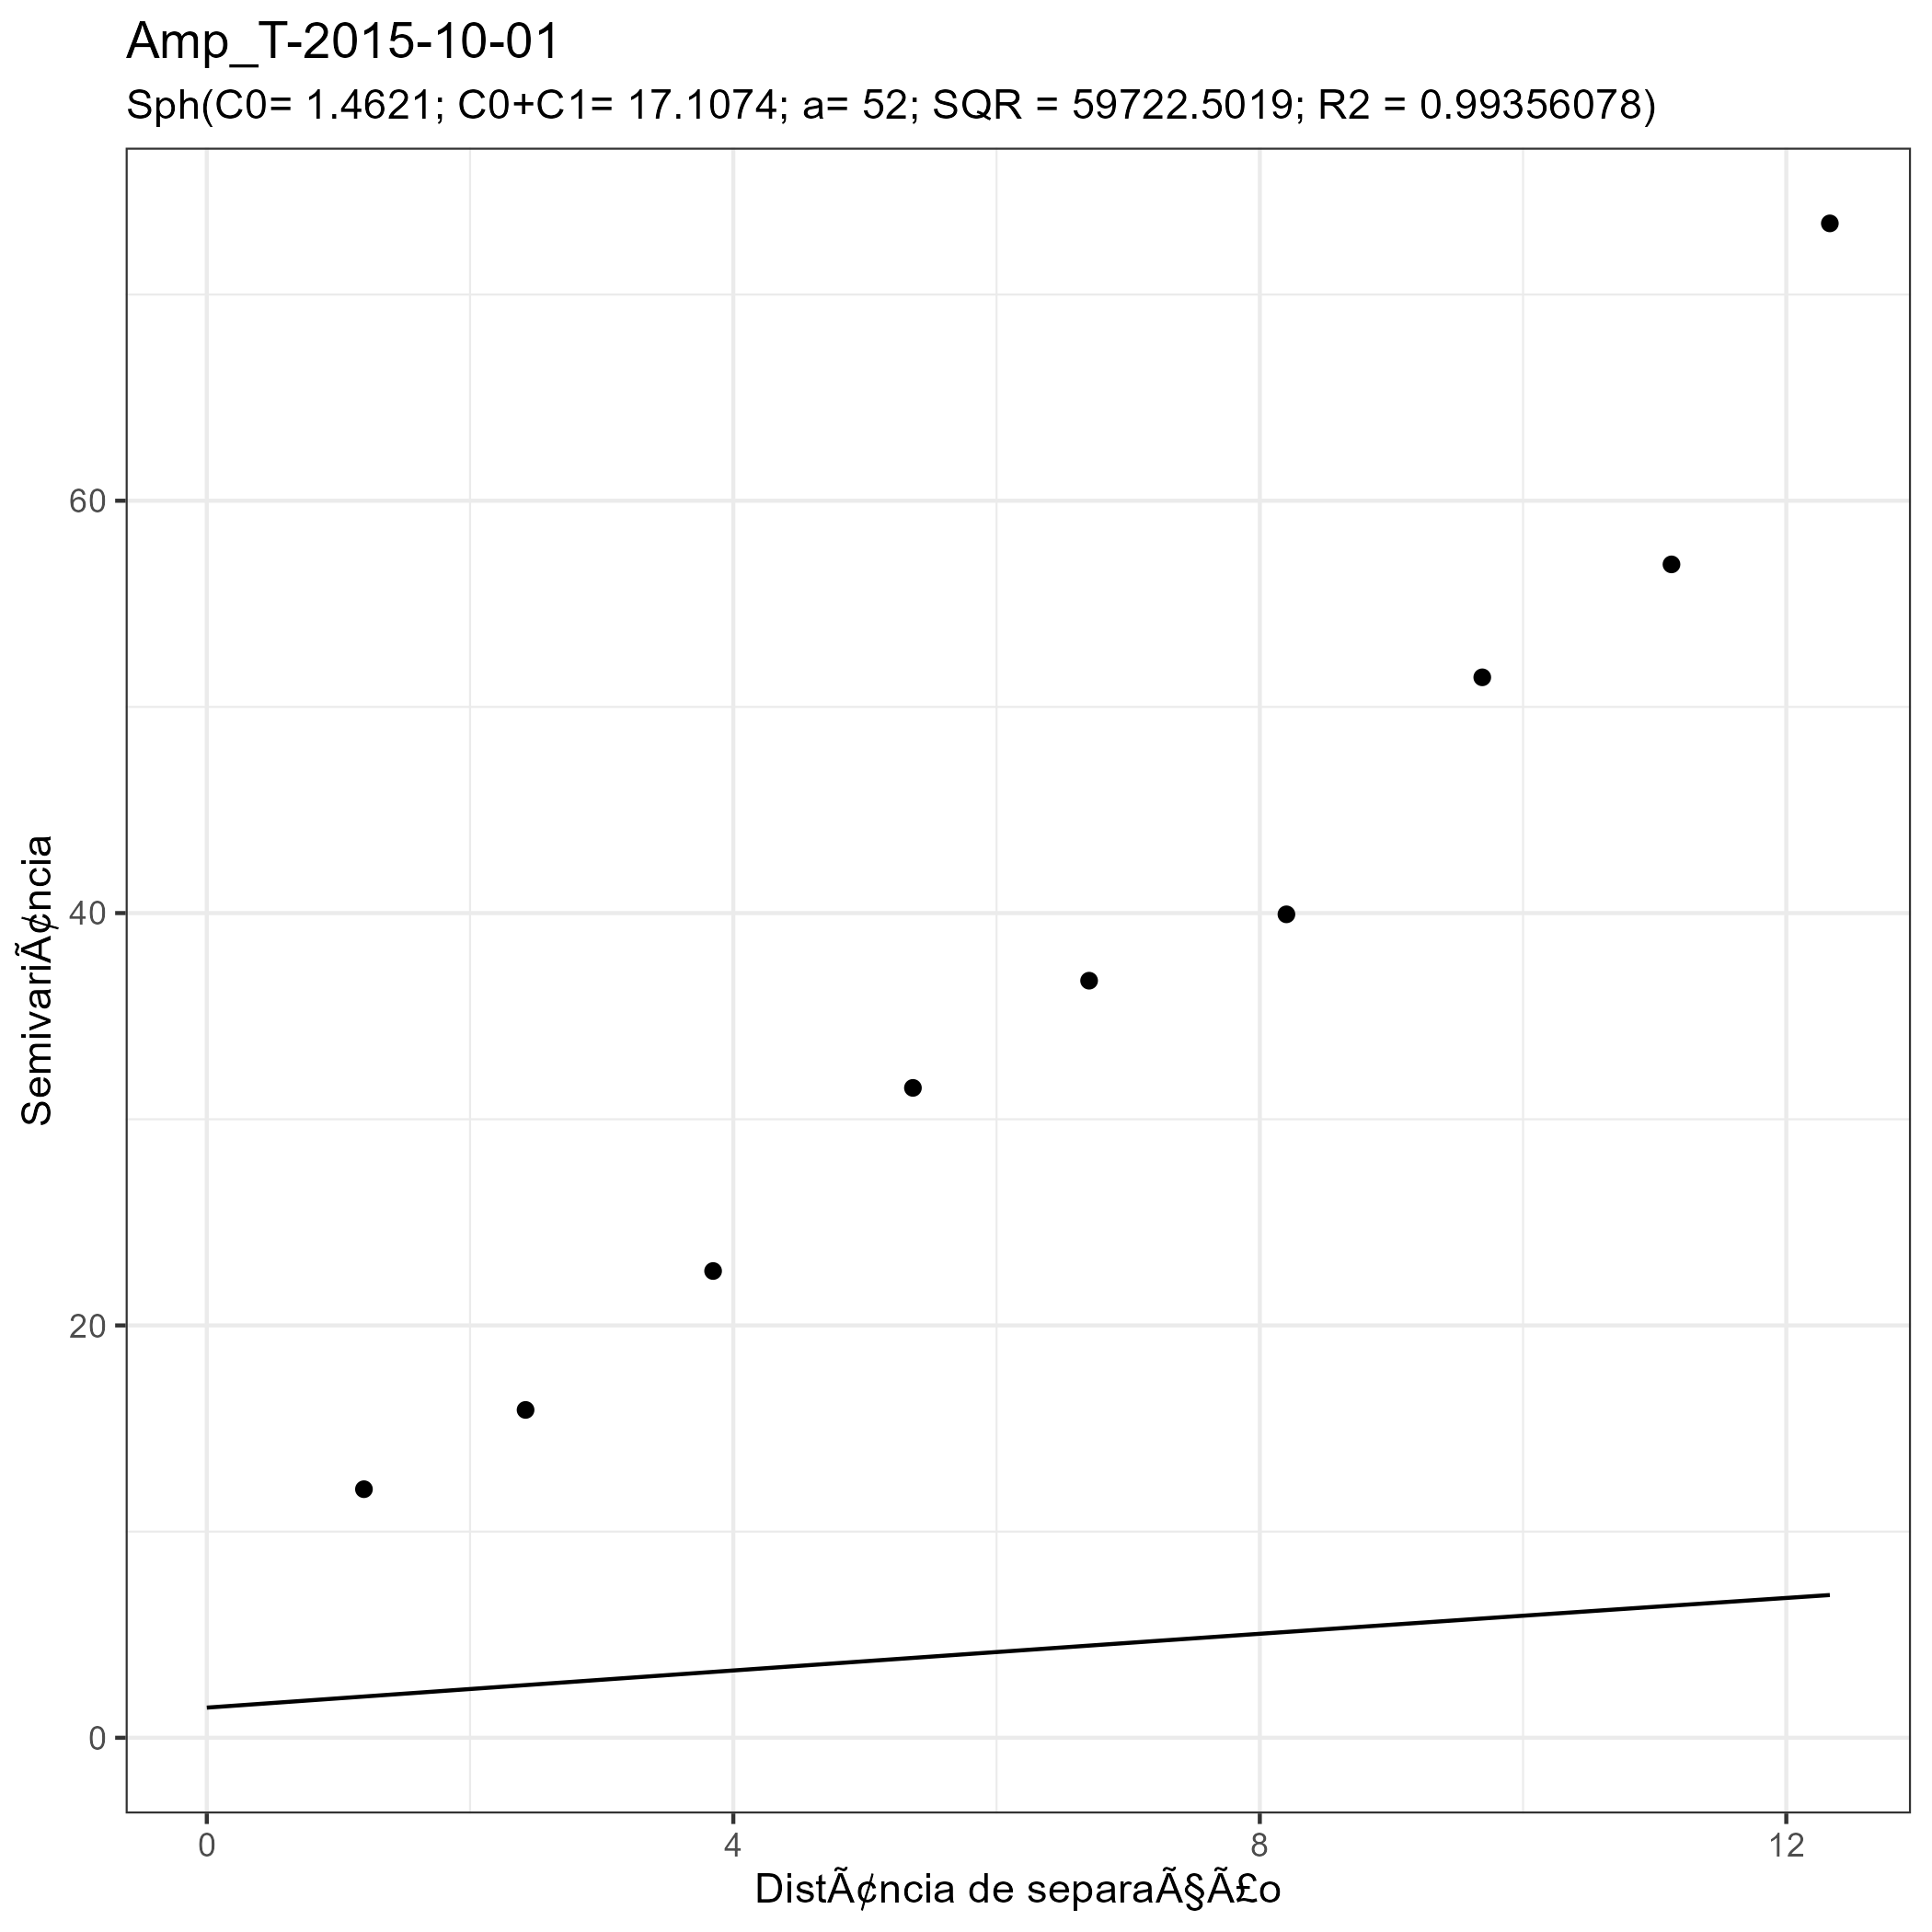 Amp_T-2015-10-01
Sph(C0= 1.4621; C0+C1= 17.1074; a= 52; SQR = 59722.5019; R2 = 0.99356078)
SemivariÃ¢ncia
60
40
20
0
0 4 8 12
DistÃ¢ncia de separaÃ§Ã£o